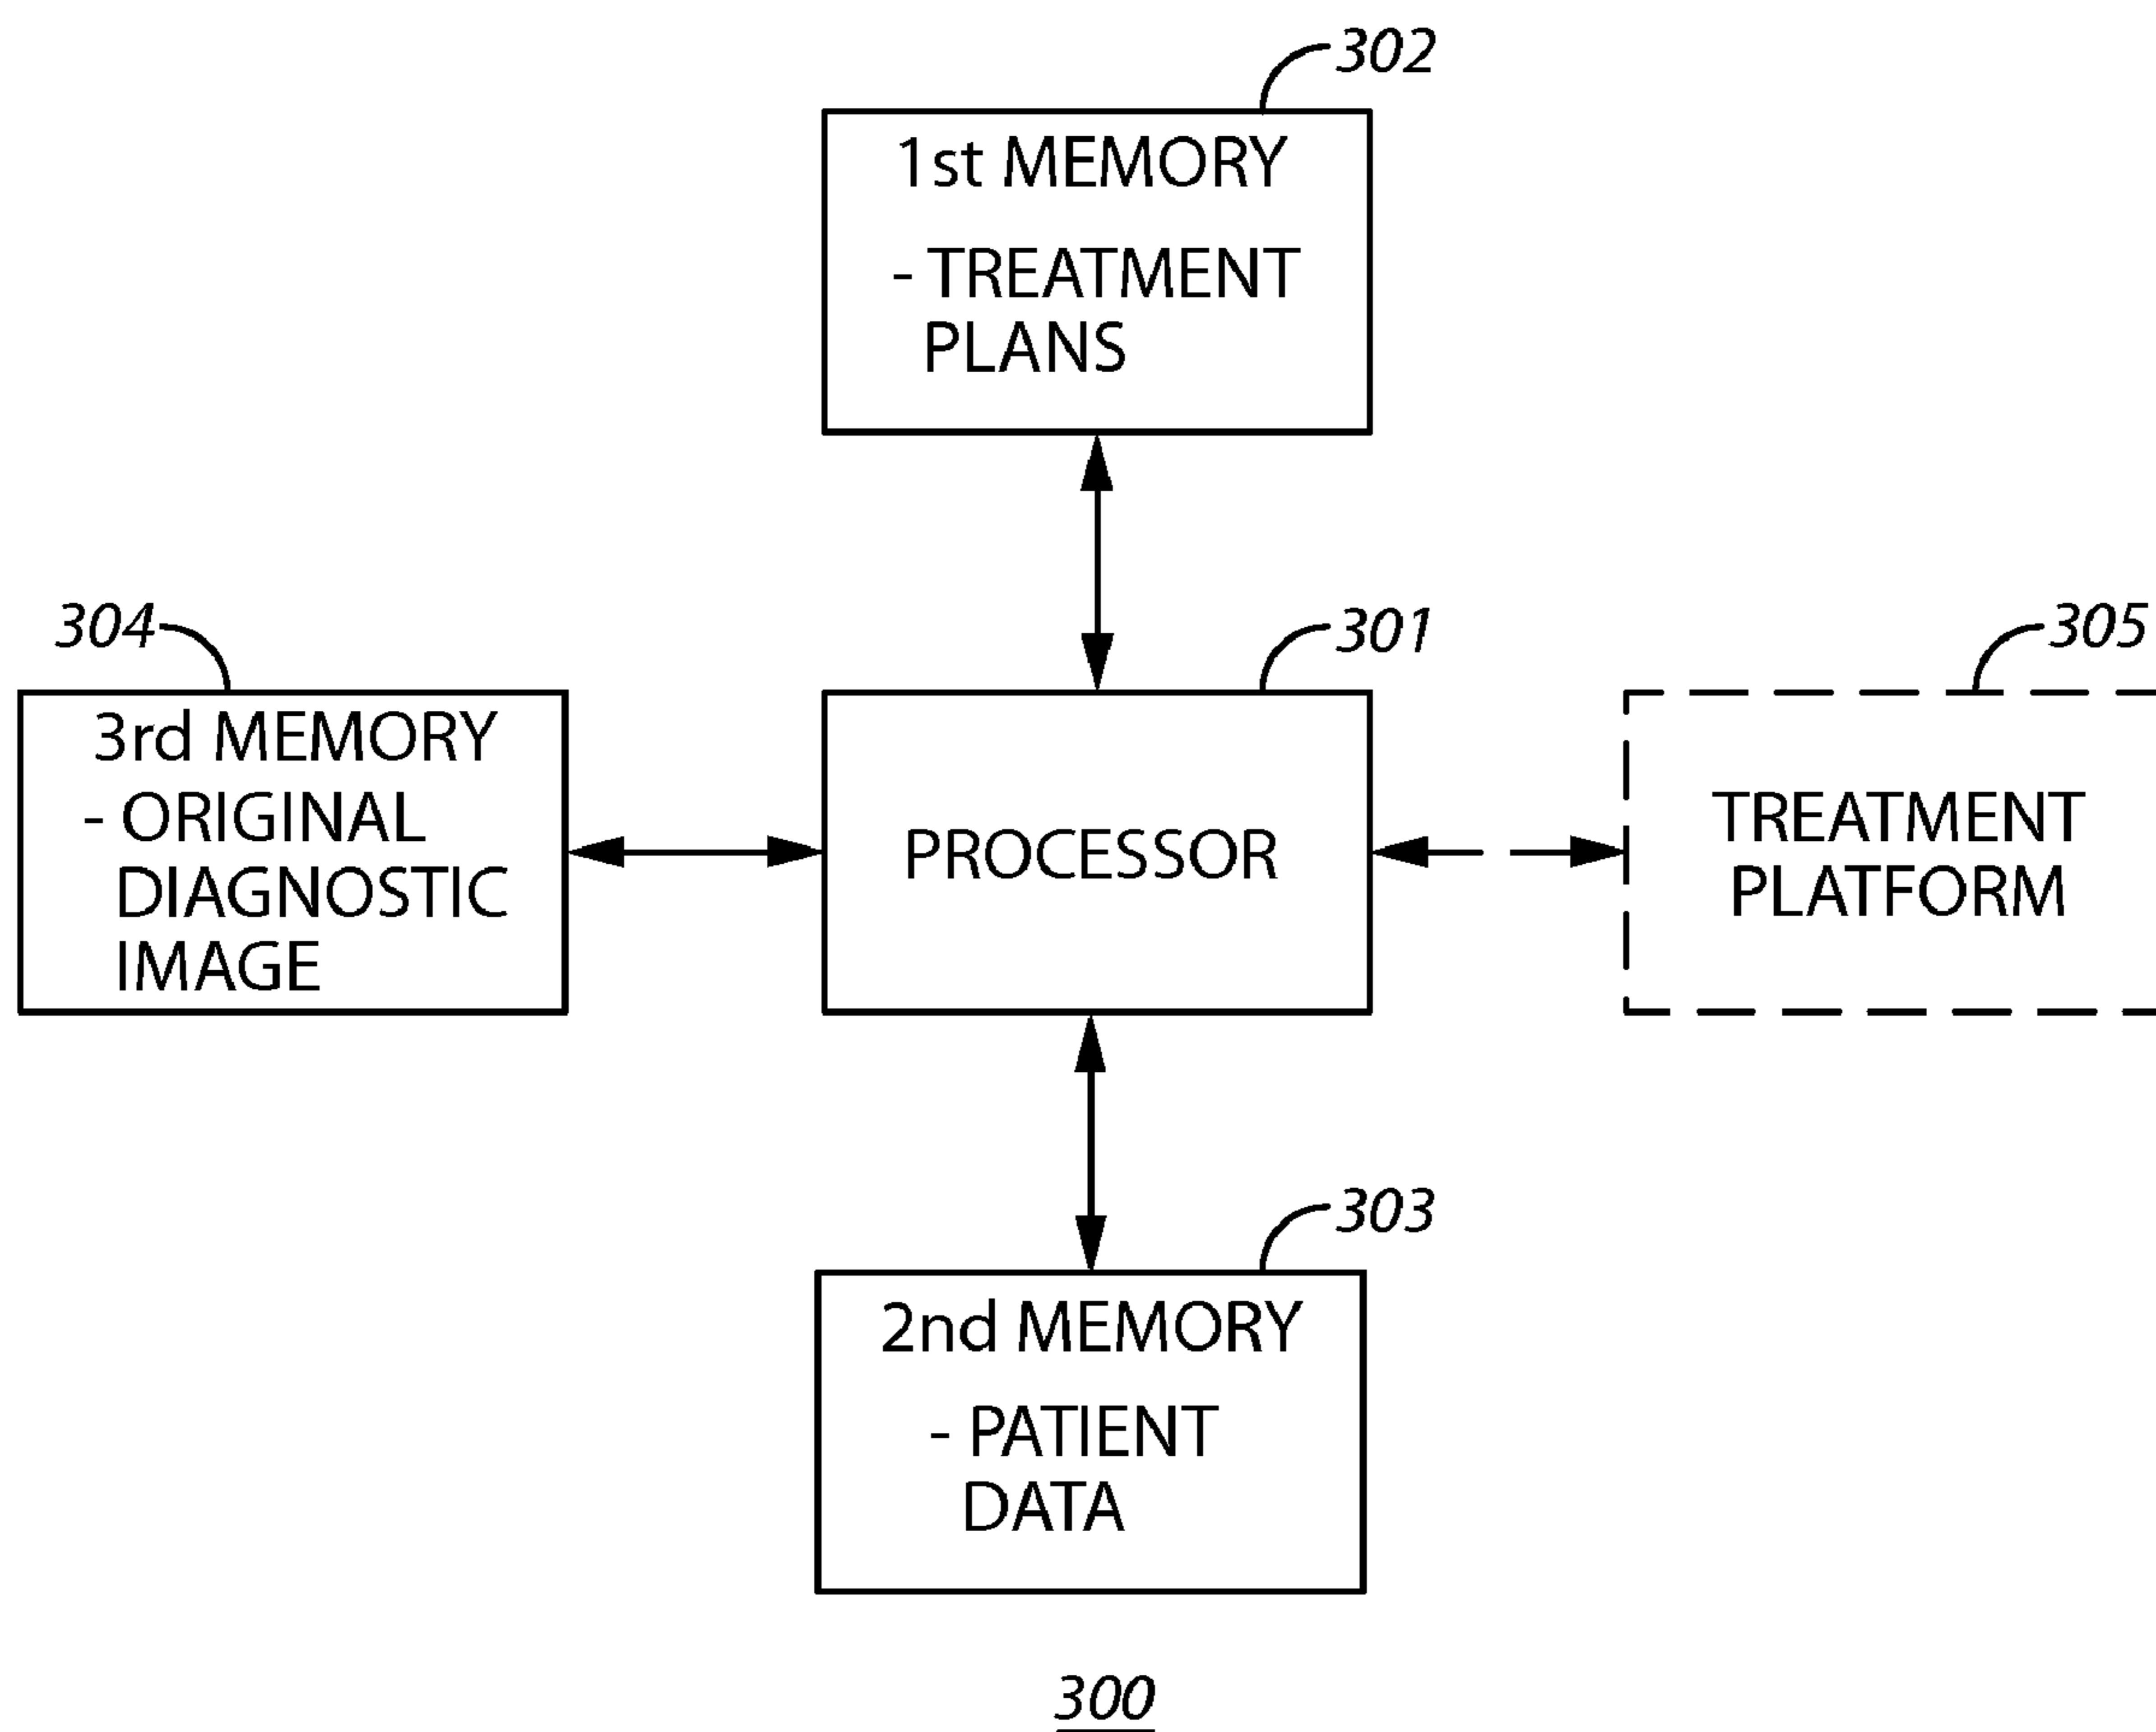 302
1st MEMORY
- TREATMENT
PLANS
304
301
305
3rd MEMORY
- ORIGINAL
DIAGNOSTIC
IMAGE
PROCESSOR
TREATMENT
PLATFORM
303
2nd MEMORY
- PATIENT
DATA
300